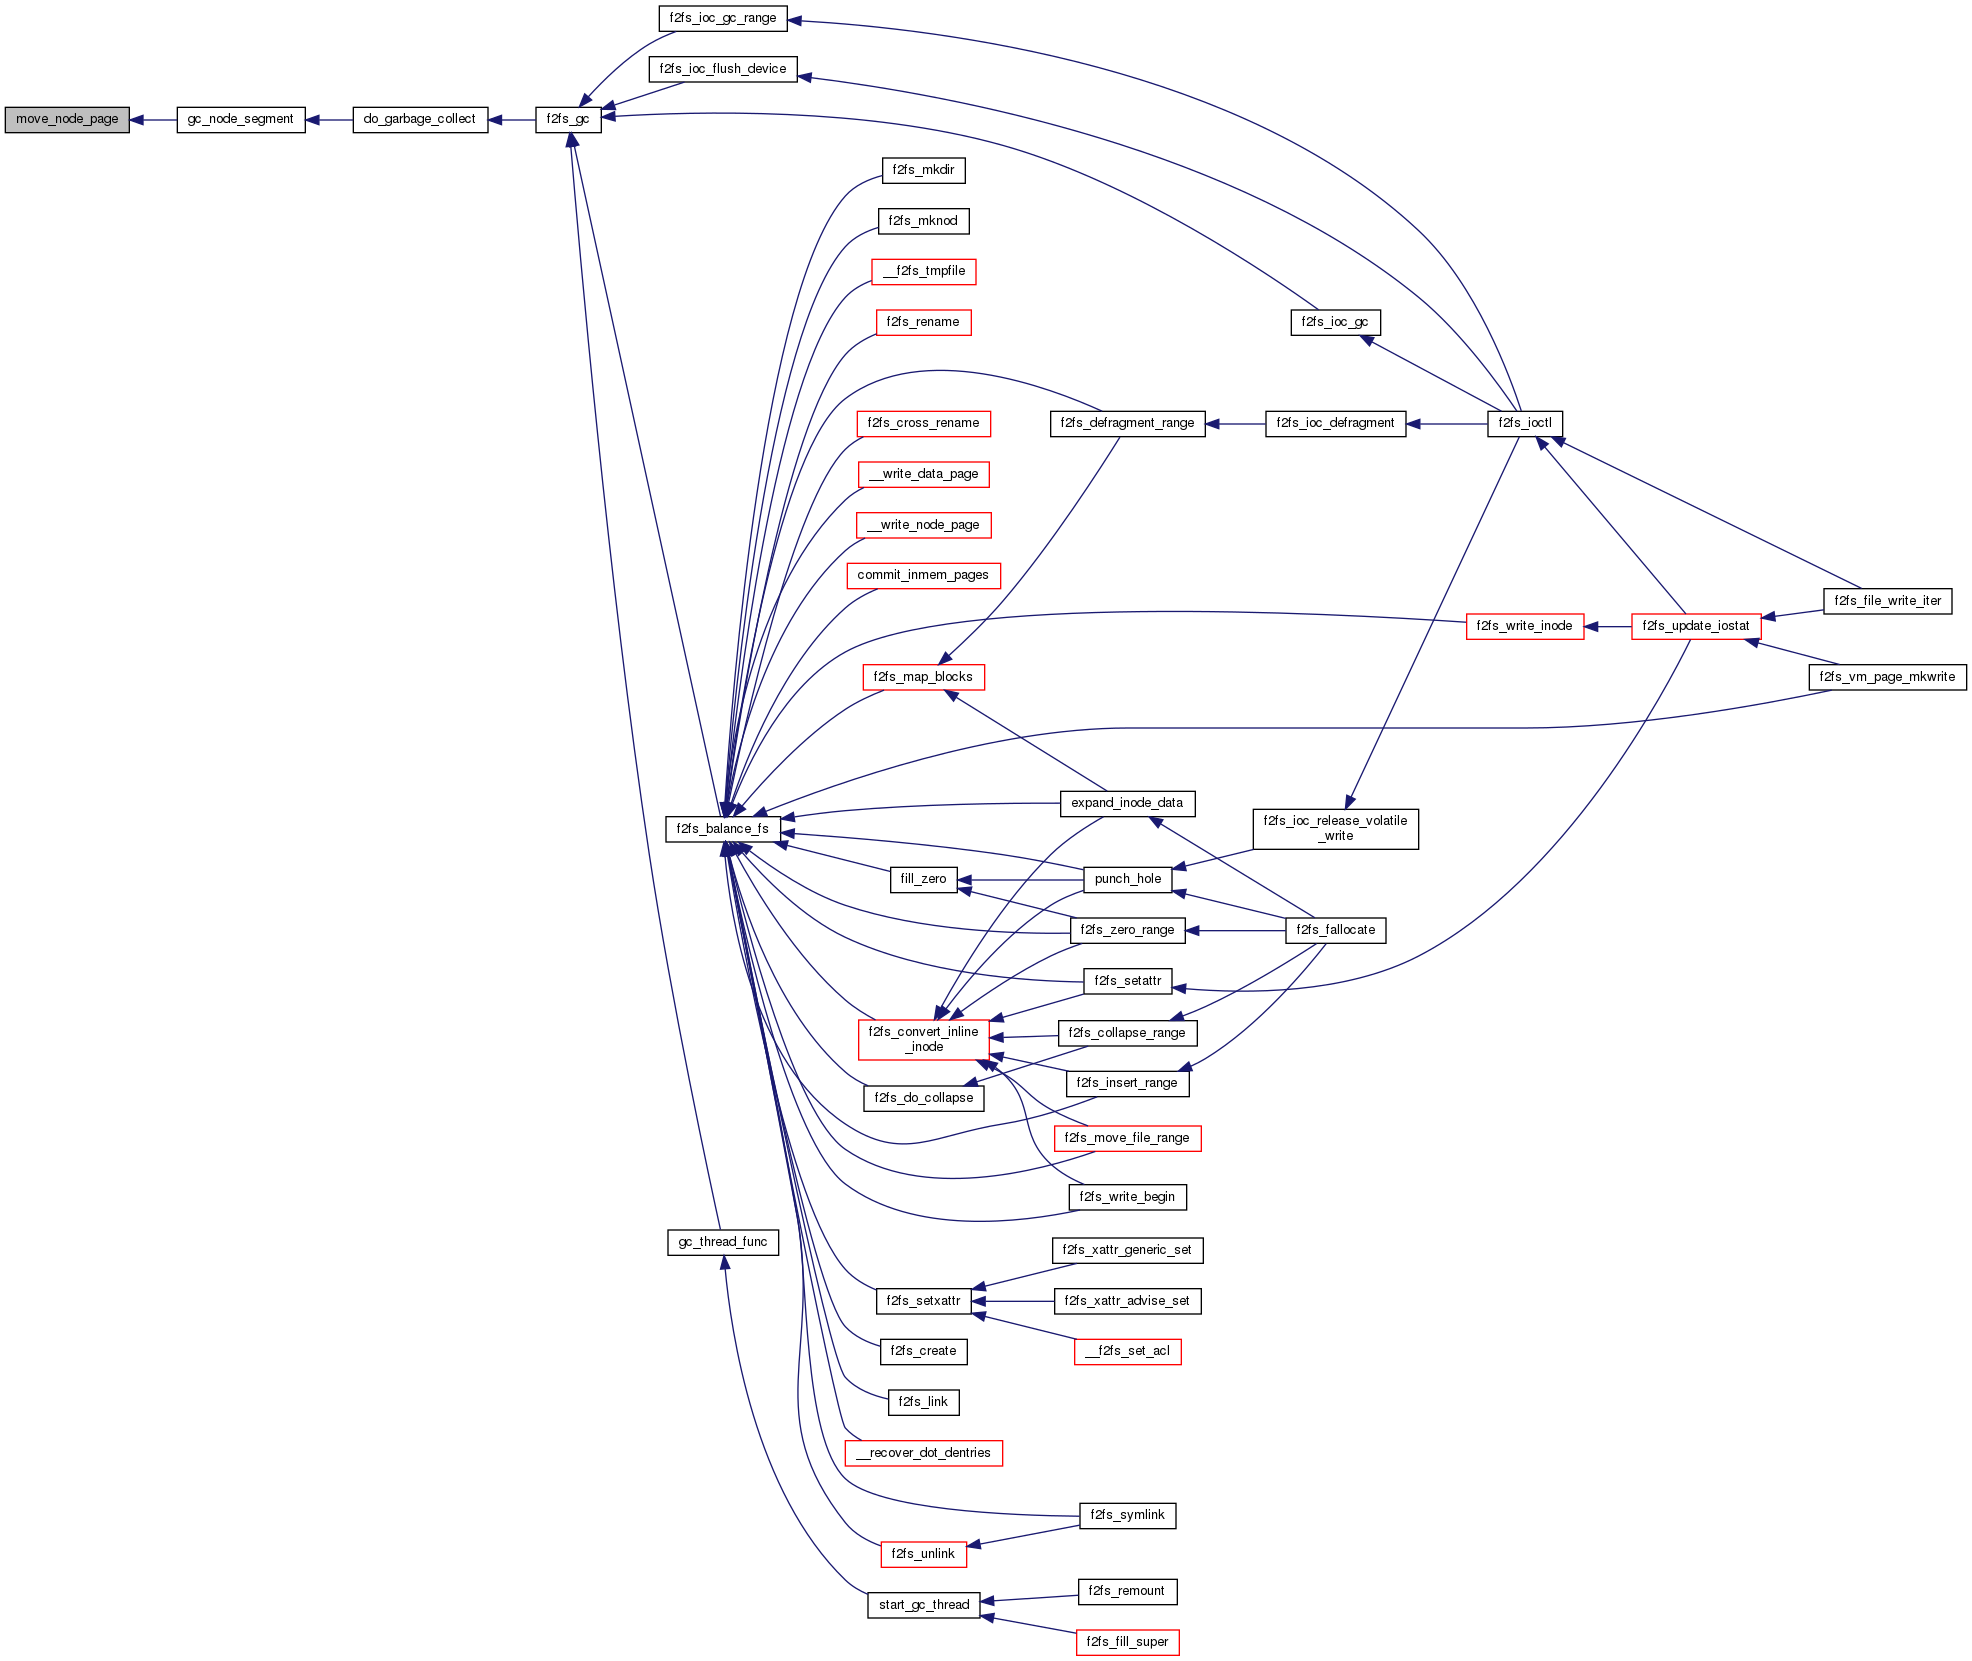 f2fs_ioc_gc_range
f2fs_ioc_flush_device
move_node_page
gc_node_segment
do_garbage_collect
f2fs_gc
f2fs_mkdir
f2fs_mknod
__f2fs_tmpfile
f2fs_rename
f2fs_ioc_gc
f2fs_cross_rename
f2fs_defragment_range
f2fs_ioc_defragment
f2fs_ioctl
__write_data_page
__write_node_page
commit_inmem_pages
f2fs_file_write_iter
f2fs_write_inode
f2fs_update_iostat
f2fs_map_blocks
f2fs_vm_page_mkwrite
expand_inode_data
f2fs_balance_fs
f2fs_ioc_release_volatile
_write
fill_zero
punch_hole
f2fs_zero_range
f2fs_fallocate
f2fs_setattr
f2fs_convert_inline
_inode
f2fs_collapse_range
f2fs_insert_range
f2fs_do_collapse
f2fs_move_file_range
f2fs_write_begin
gc_thread_func
f2fs_xattr_generic_set
f2fs_setxattr
f2fs_xattr_advise_set
f2fs_create
__f2fs_set_acl
f2fs_link
__recover_dot_dentries
f2fs_symlink
f2fs_unlink
f2fs_remount
start_gc_thread
f2fs_fill_super